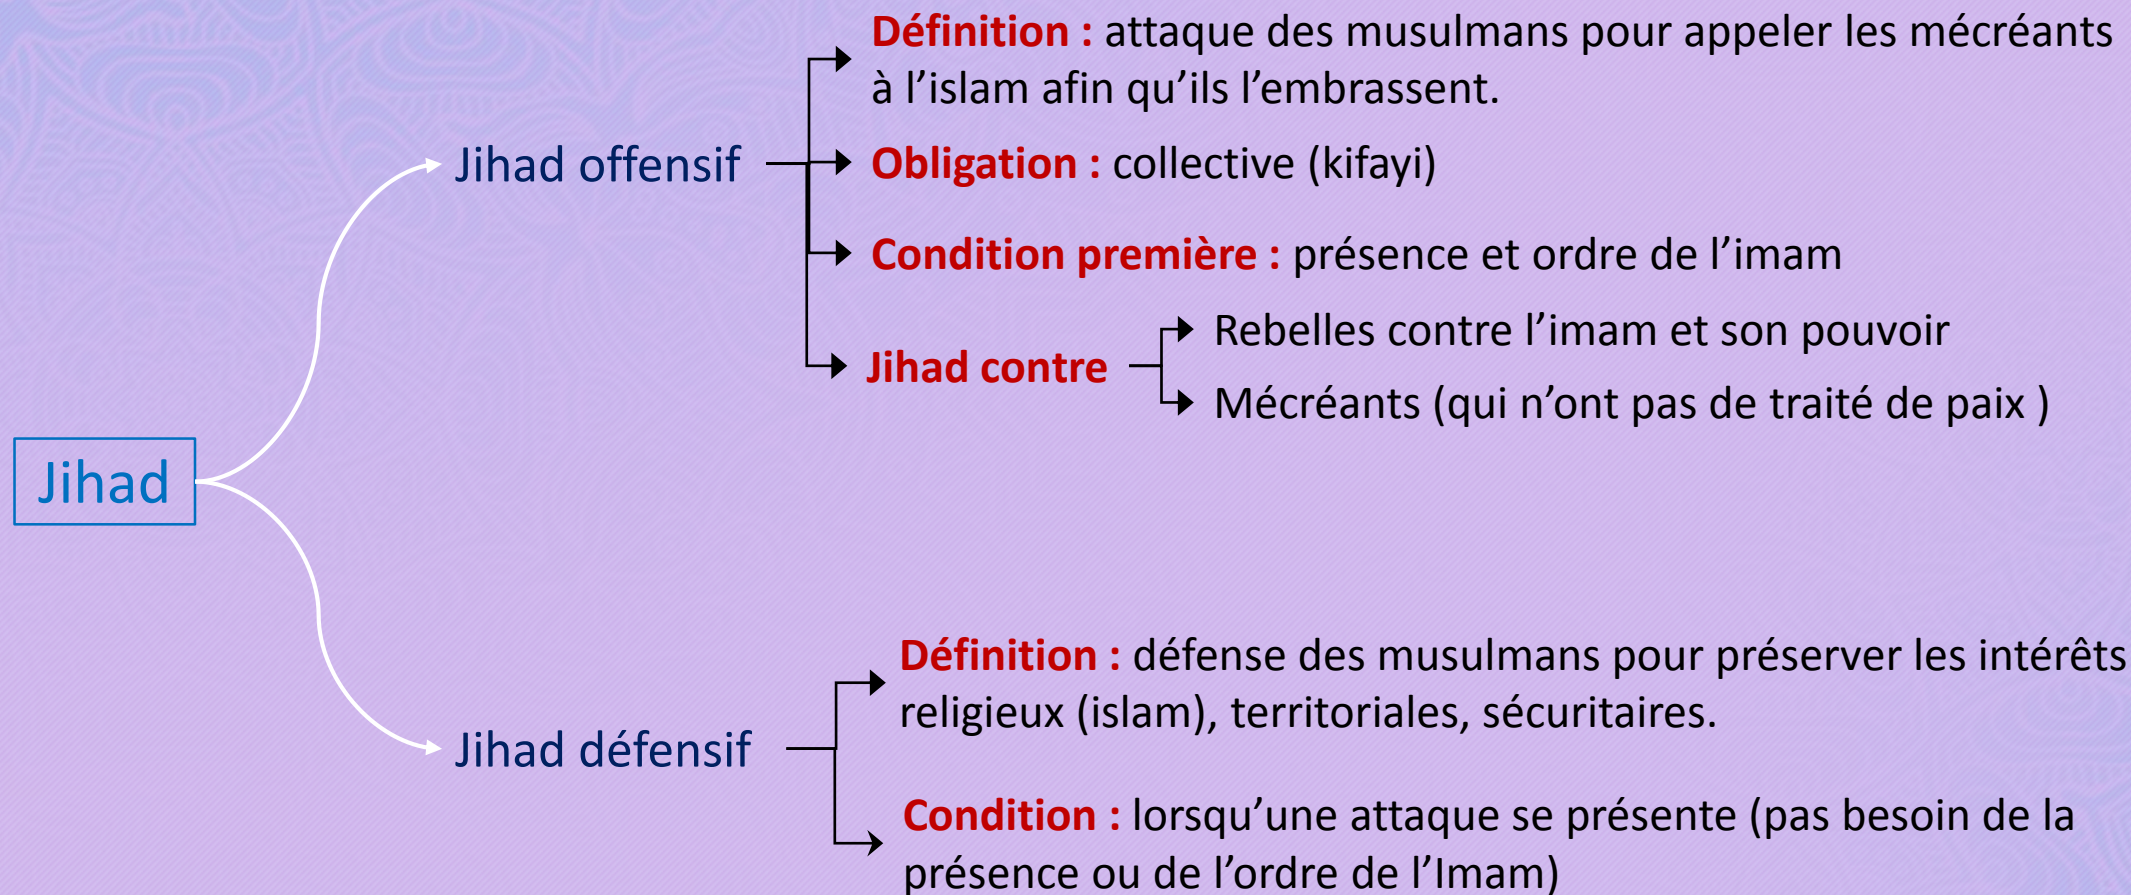 Définition : attaque des musulmans pour appeler les mécréants
à l’islam afin qu’ils l’embrassent.
Jihad offensif
Obligation : collective (kifayi)
Condition première : présence et ordre de l’imam
Rebelles contre l’imam et son pouvoir
Jihad contre
Mécréants (qui n’ont pas de traité de paix )
Jihad
Définition : défense des musulmans pour préserver les intérêts
religieux (islam), territoriales, sécuritaires.
Jihad défensif
Condition : lorsqu’une attaque se présente (pas besoin de la
présence ou de l’ordre de l’Imam)